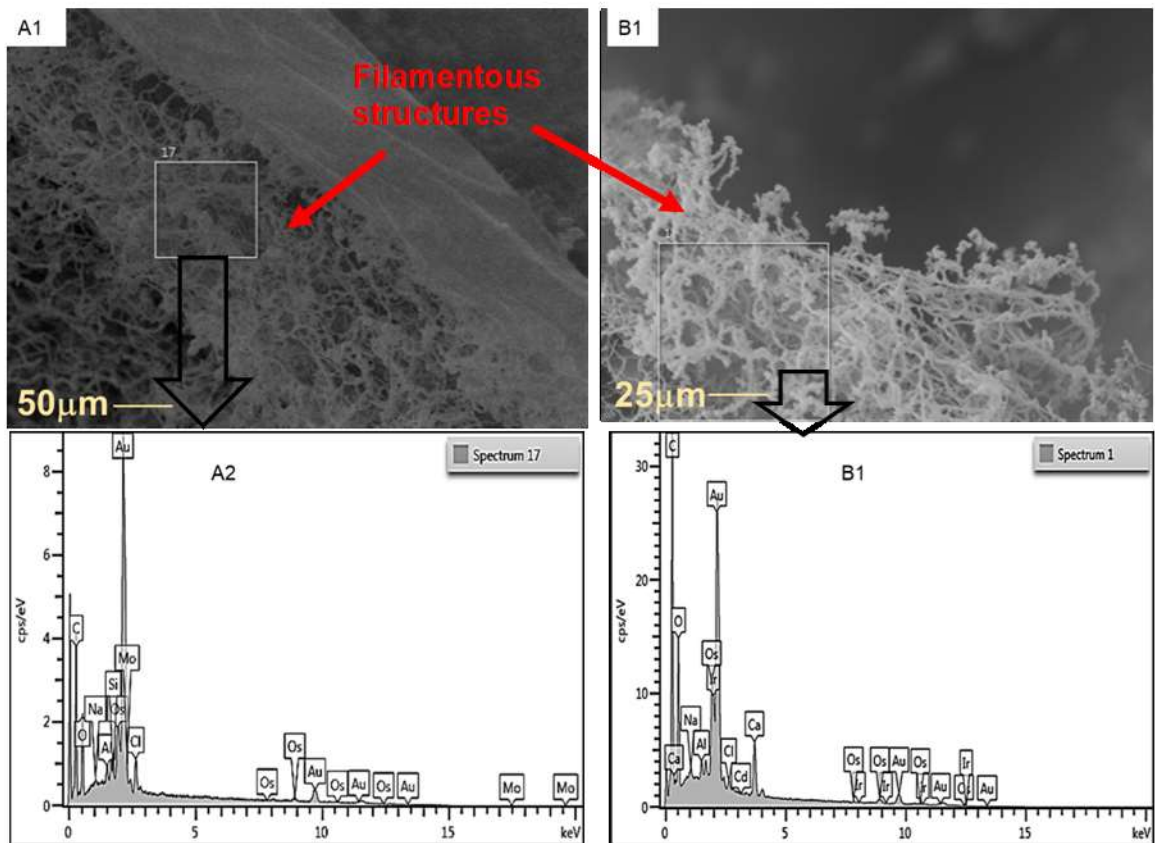 A1
B1
Filamentous
structures
17
1
50µm
25µm
A2
Spectrum 17
cps/eV
8
6
4
2
0
Au
C
Mo
Si
Na
Os
O
Al
Cl
Os
Os
Au
Os
Au
Os
Au
Mo
Mo
0
5
10
15
keV
B1
Spectrum 1
cps/eV
30
20
10
0
C
Au
O
Os
Ir
Na
Ca
Ca
Al
Cl
Cd
Os
Ir
Os
Ir
Au
Os
Ir
Au
Ir
Au
0
5
10
15
keV